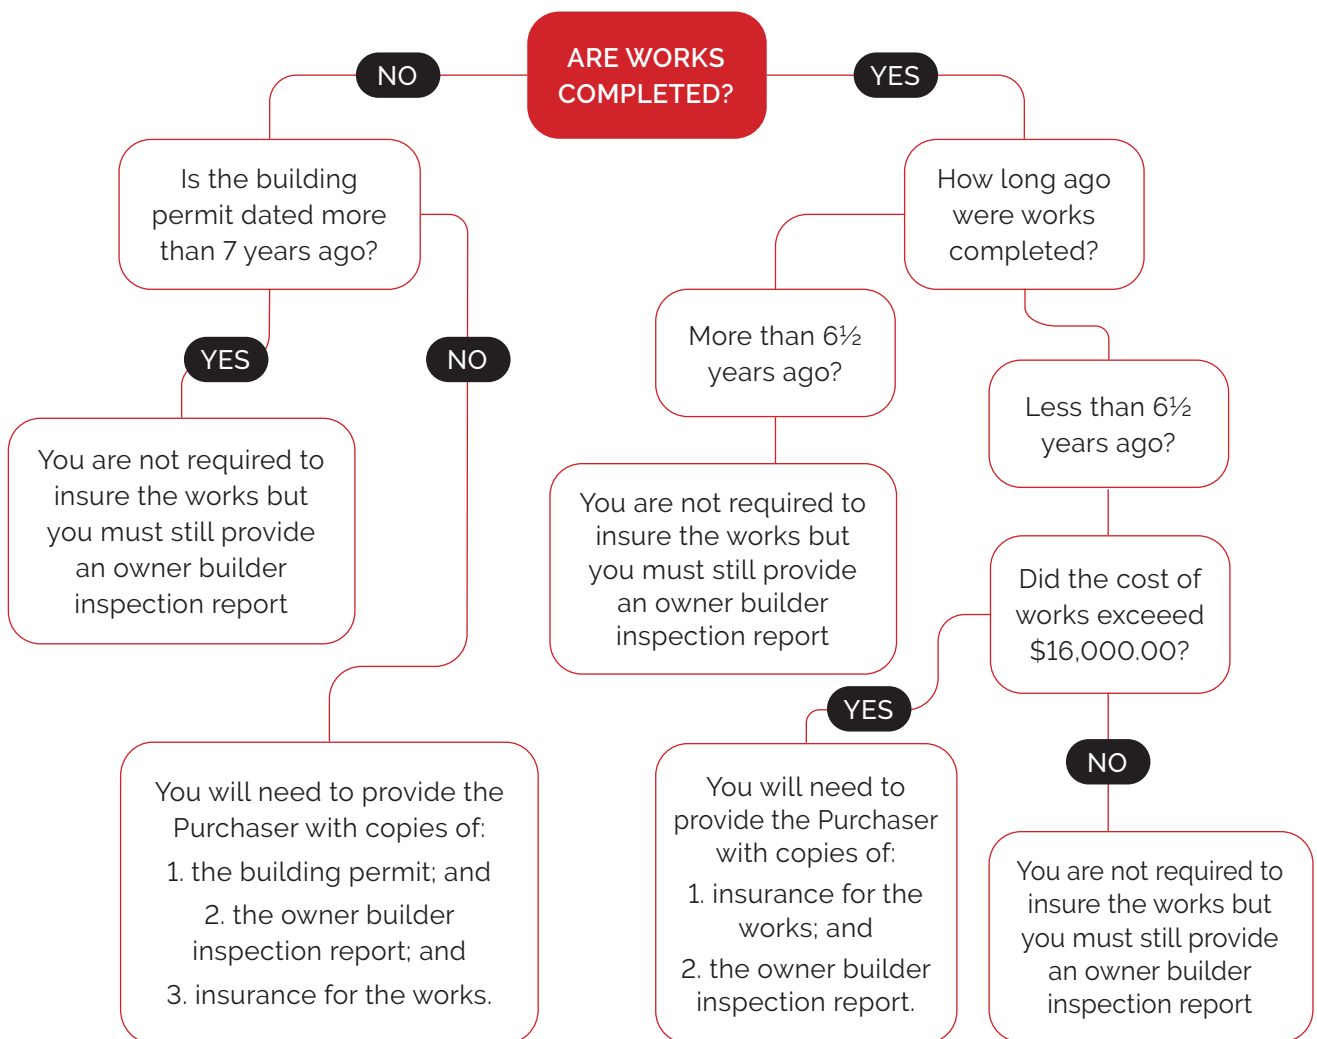 ARE WORKS
COMPLETED?
NO
YES
Is the building
permit dated more
than 7 years ago?
How long ago
were works
completed?
YES
NO
More than 6½
years ago?
Less than 6½
years ago?
You are not required to
insure the works but
you must still provide
an owner builder
inspection report
You are not required to
insure the works but
you must still provide
an owner builder
inspection report
Did the cost of
works exceeed
$16,000.00?
YES
NO
You will need to provide the
Purchaser with copies of:
1. the building permit; and
2. the owner builder
inspection report; and
3. insurance for the works.
You will need to
provide the Purchaser
with copies of:
1. insurance for the
works; and
2. the owner builder
inspection report.
You are not required to
insure the works but
you must still provide
an owner builder
inspection report